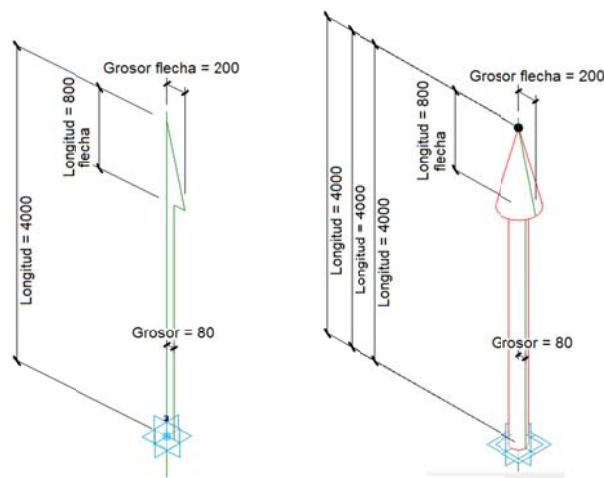 Grosor flecha = 200
Longitud = 800
flecha
Longitud = 4000
Grosor = 80
Grosor flecha = 200
Longitud = 800
flecha
Longitud = 4000
Longitud = 4000
Longitud = 4000
Grosor = 80